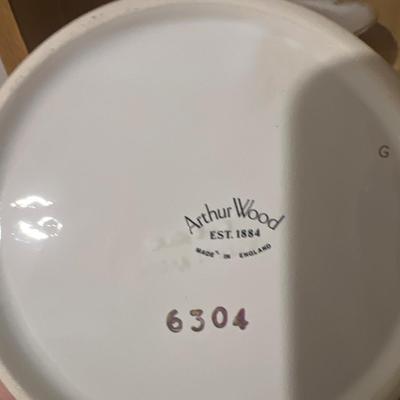 G
Arthur Wood
EST. 1884
MADE IN ENGLAND
6304